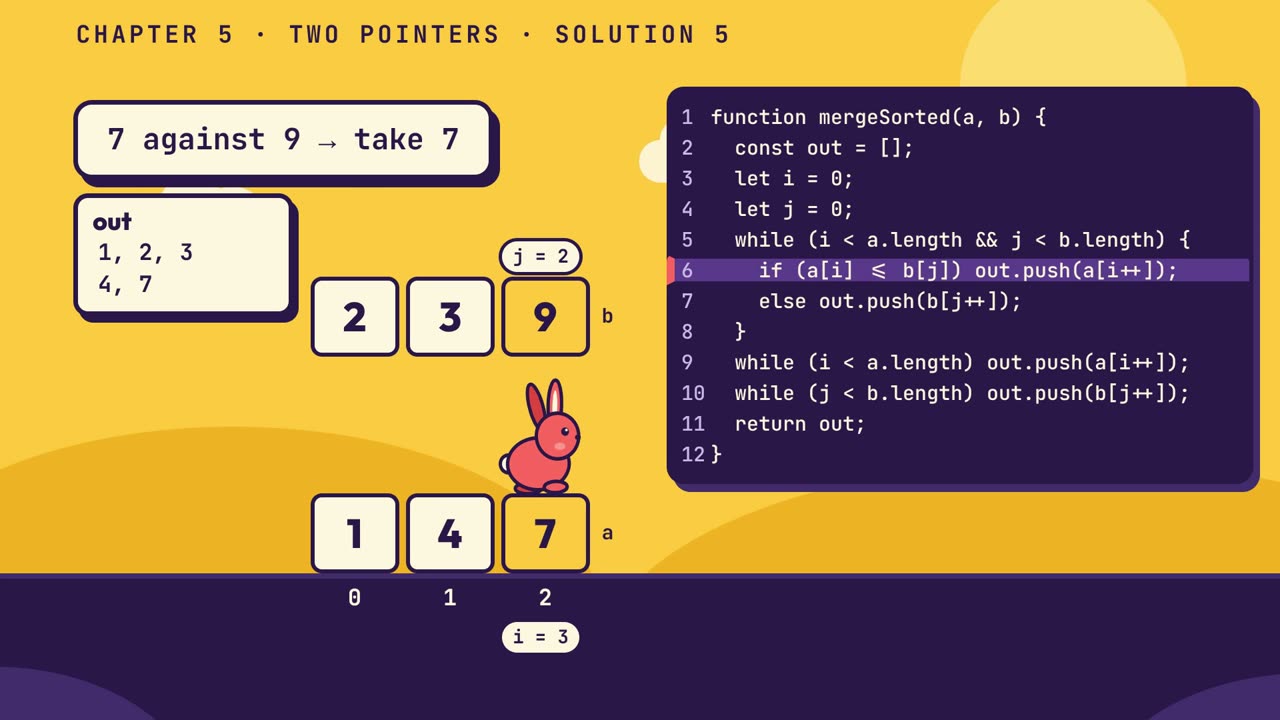 CHAPTER 5 · TWO POINTERS · SOLUTION 5
7 against 9 → take 7
out
1, 2, 3
4, 7
j = 2
2 3 9 b
1 4 7 a
0 1 2
i = 3
1 function mergeSorted(a, b) {
2 const out = [];
3 let i = 0;
4 let j = 0;
5 while (i < a.length && j < b.length) {
6 if (a[i] <= b[j]) out.push(a[i++]);
7 else out.push(b[j++]);
8 }
9 while (i < a.length) out.push(a[i++]);
10 while (j < b.length) out.push(b[j++]);
11 return out;
12 }